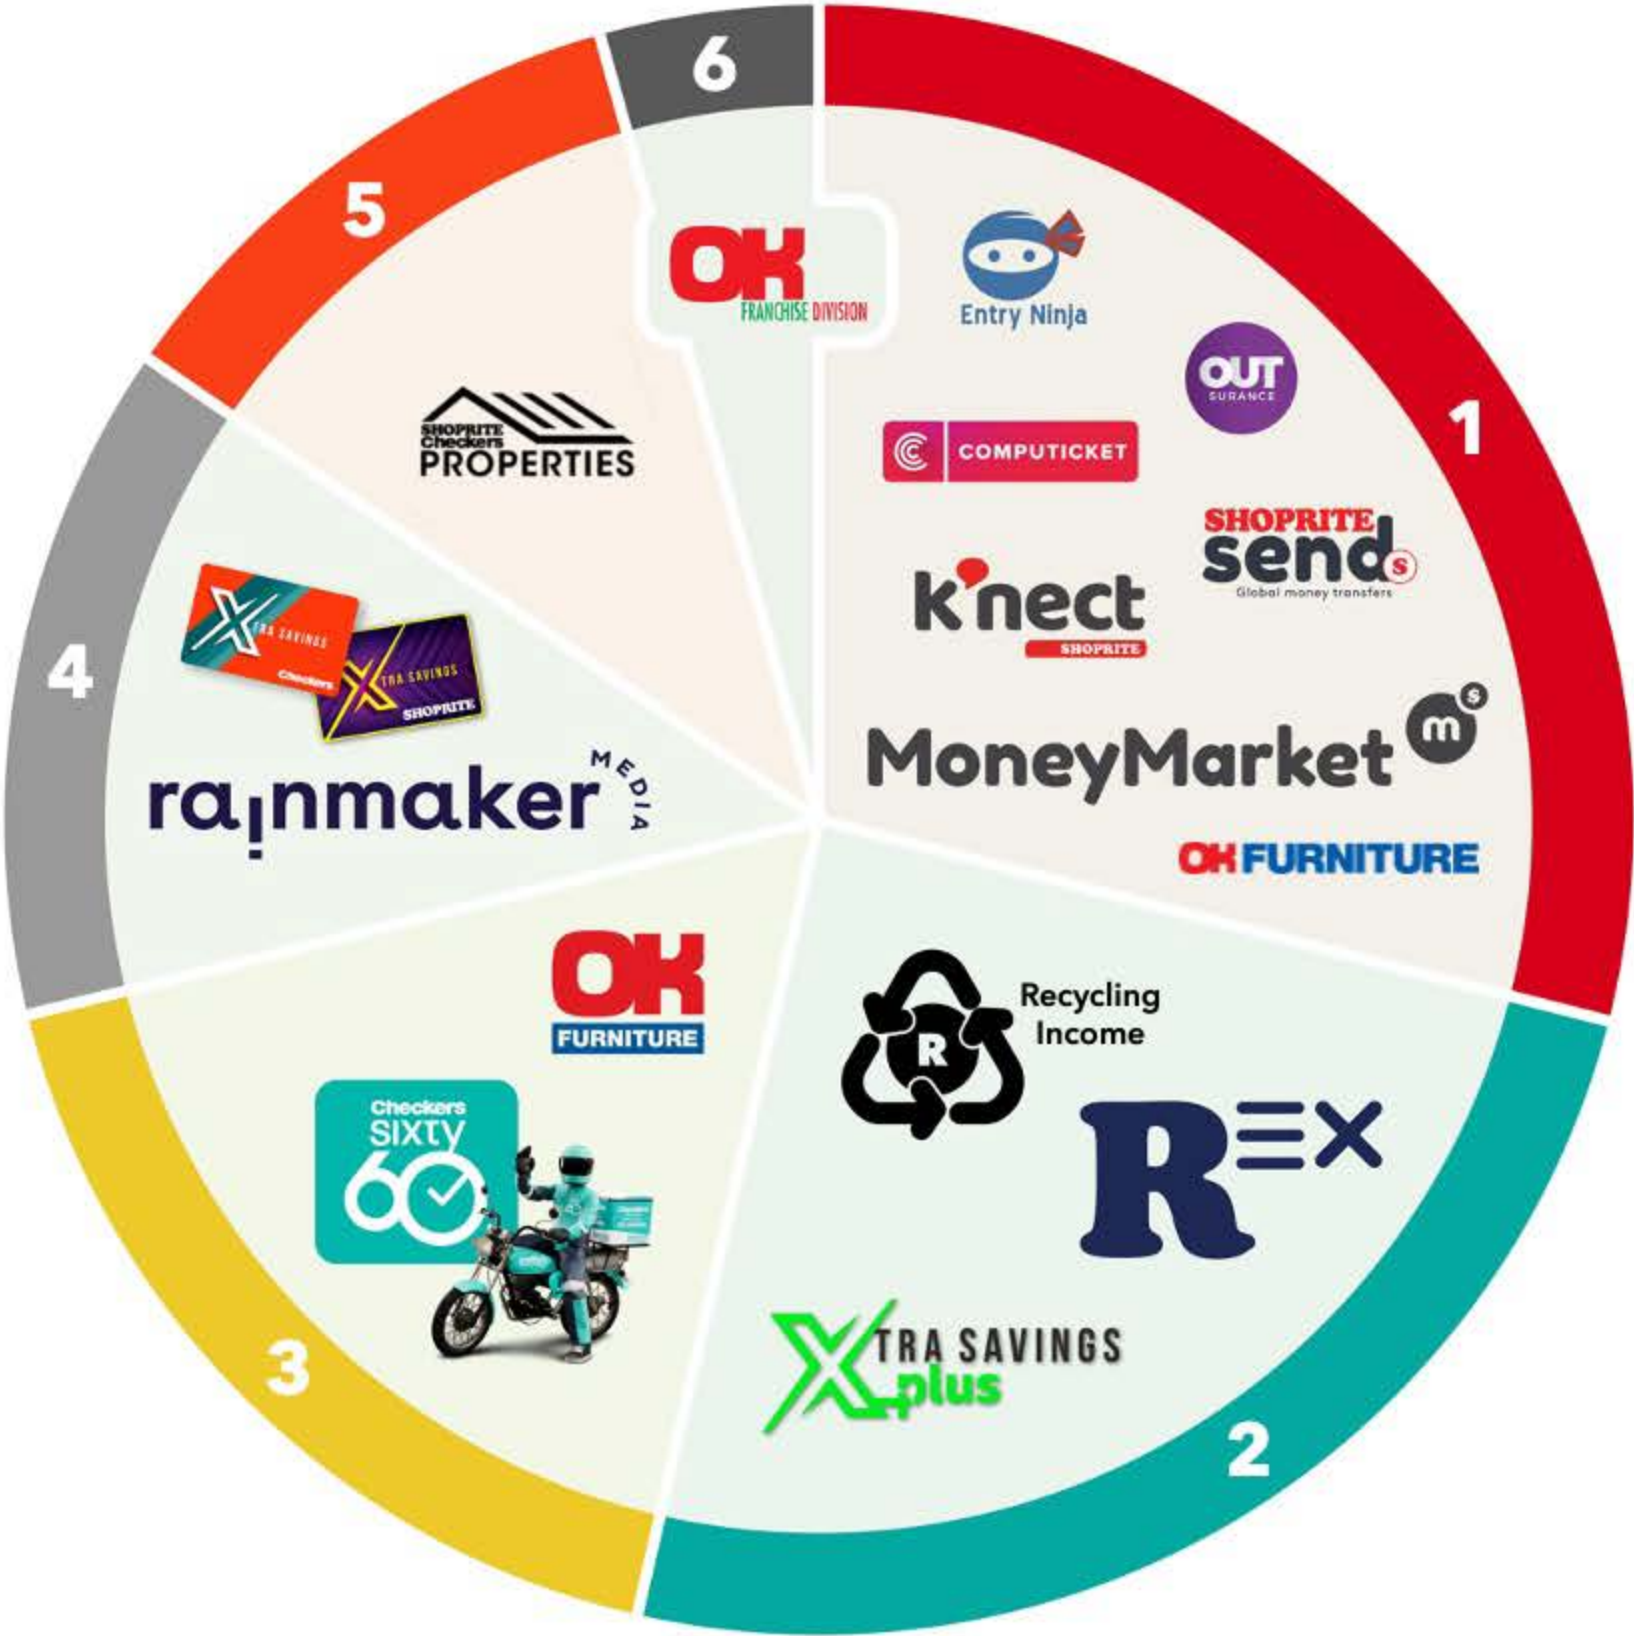 6
OK
FRANCHISE DIVISION
1
Entry Ninja
OUT
SURANCE
COMPUTICKET
SHOPRITE
send
S
Global money transfers
k'nect
SHOPRITE
MoneyMarket
m
$
OK FURNITURE
2
Recycling
Income
R
REX
XTRA SAVINGS
plus
3
OK
FURNITURE
Checkers
SIXTY
60
4
XTRA SAVINGS
Checkers
XTRA SAVINGS
SHOPRITE
rainmaker
MEDIA
5
SHOPRITE
Checkers
PROPERTIES